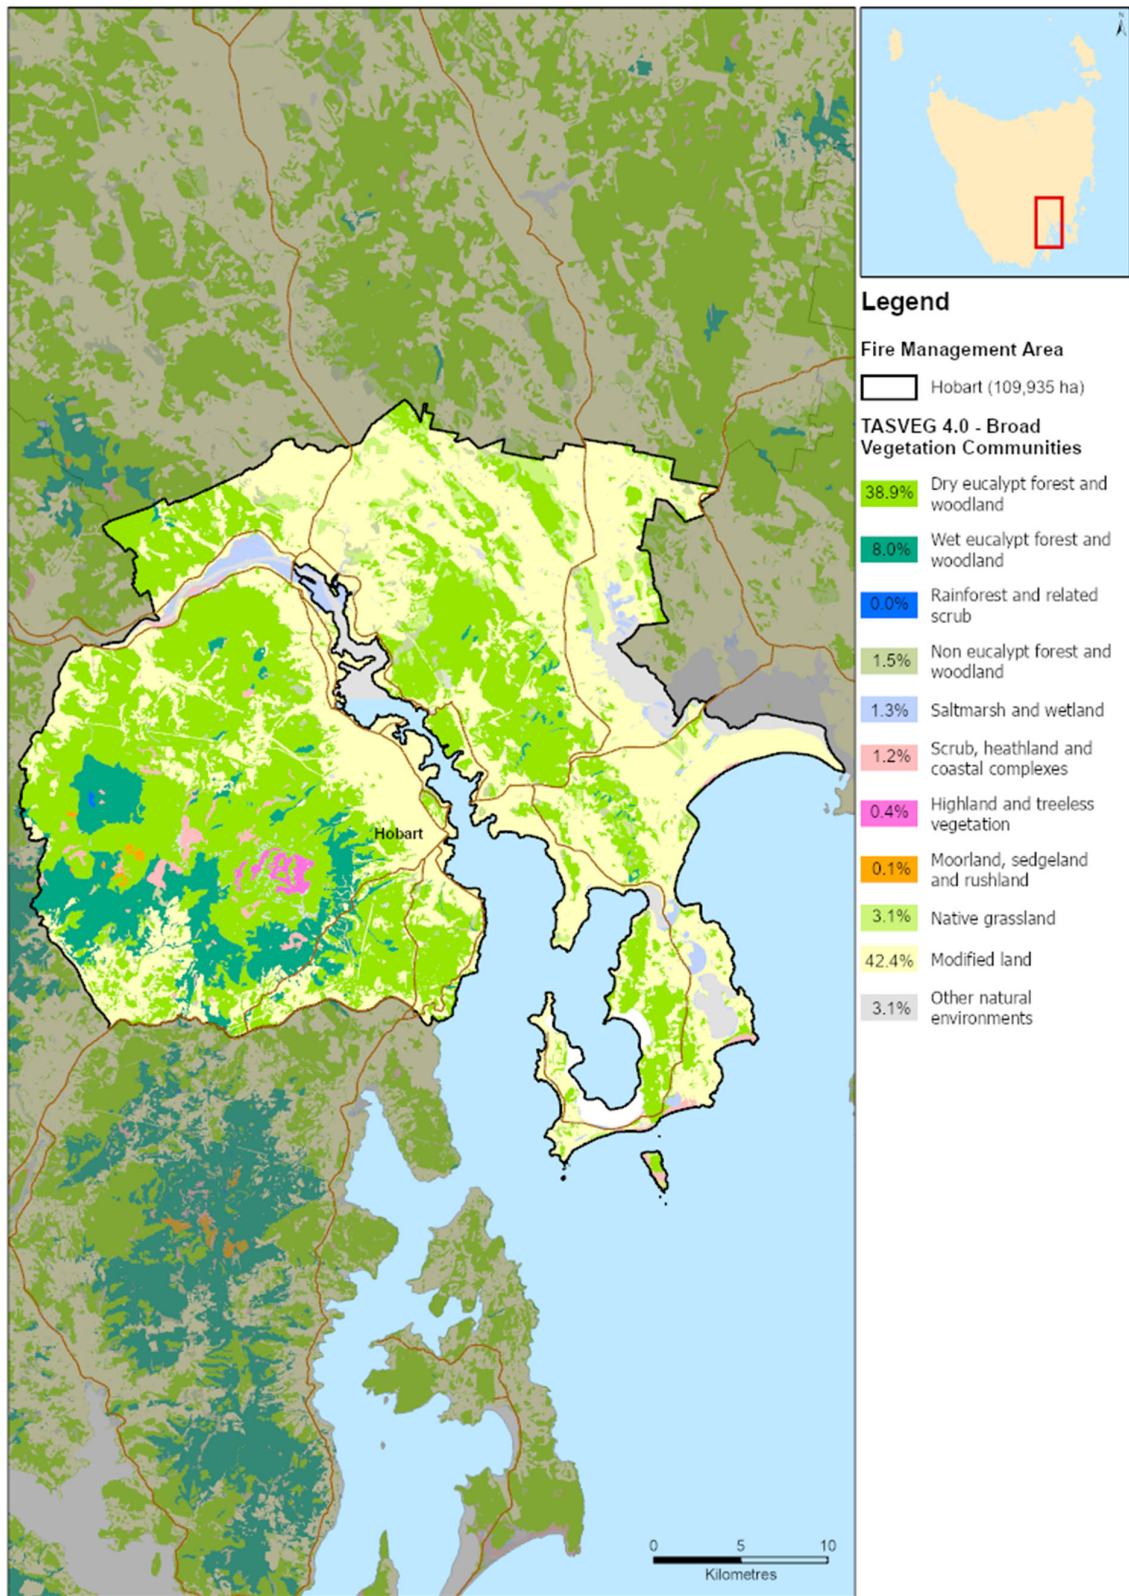 N
Legend
Fire Management Area
Hobart (109,935 ha)
TASVEG 4.0 - Broad
Vegetation Communities
38.9%
Dry eucalypt forest and
woodland
8.0%
Wet eucalypt forest and
woodland
0.0%
Rainforest and related
scrub
1.5%
Non eucalypt forest and
woodland
1.3%
Saltmarsh and wetland
1.2%
Scrub, heathland and
coastal complexes
0.4%
Highland and treeless
vegetation
0.1%
Moorland, sedgeland
and rushland
3.1%
Native grassland
42.4%
Modified land
3.1%
Other natural
environments
Hobart
0 5 10
Kilometres